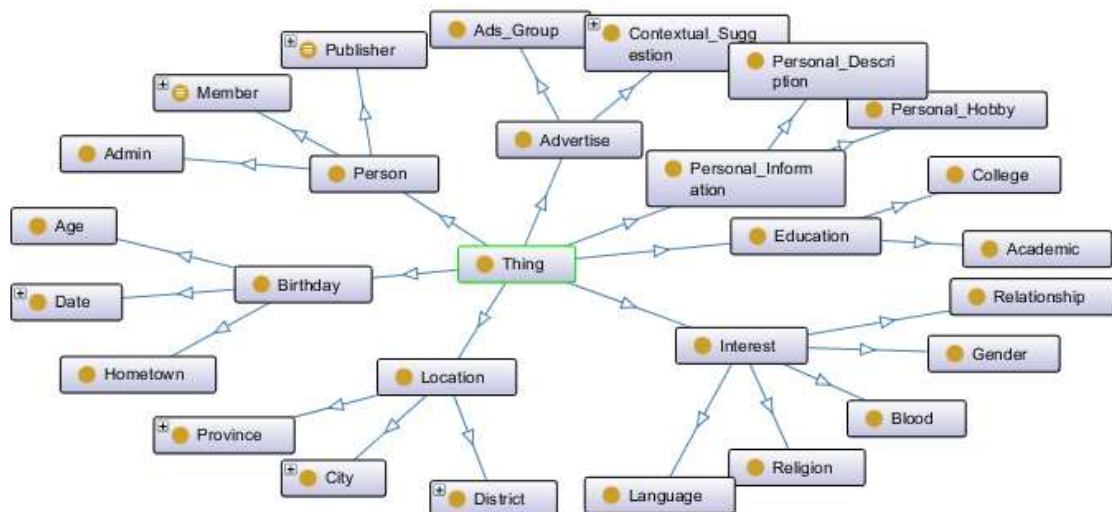 Ads_Group
Contextual_Sugg
estion
Publisher
Personal_Descri
ption
Member
Personal_Hobby
Advertise
Admin
Person
Personal_Inform
ation
College
Age
Education
Academic
Thing
Birthday
Date
Relationship
Interest
Gender
Hometown
Location
Blood
Province
Religion
City
District
Language